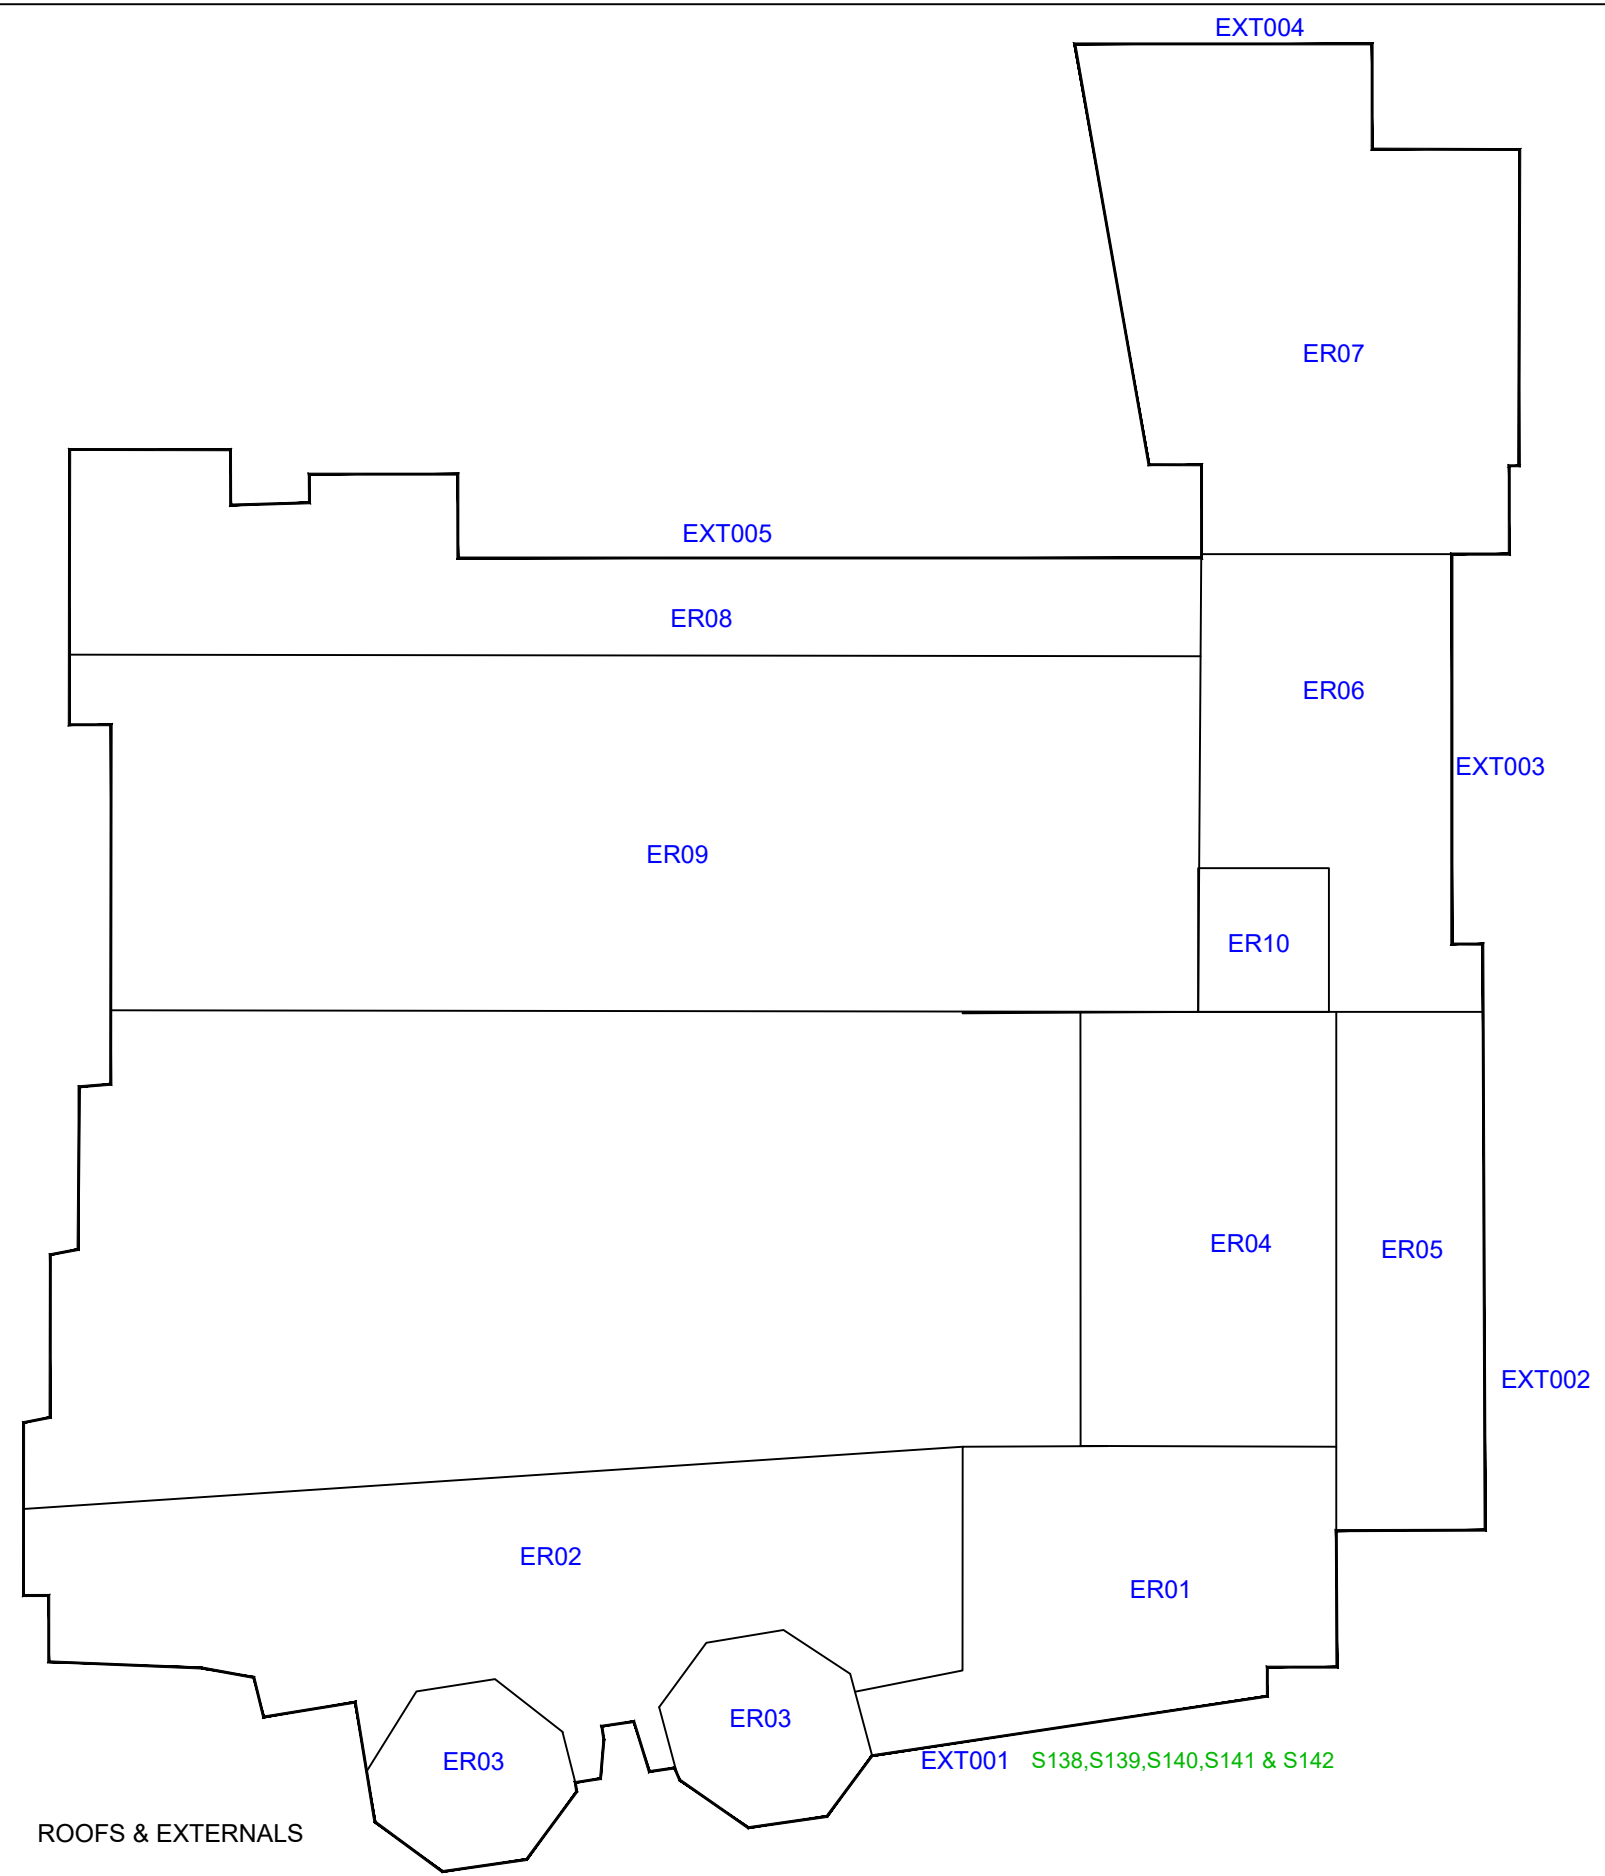 EXT004
ER07
EXT005
ER08
ER06
EXT003
ER09
ER10
ER04
ER05
EXT002
ER02
ER01
ER03
ER03
EXT001 S138,S139,S140,S141 & S142
ROOFS & EXTERNALS